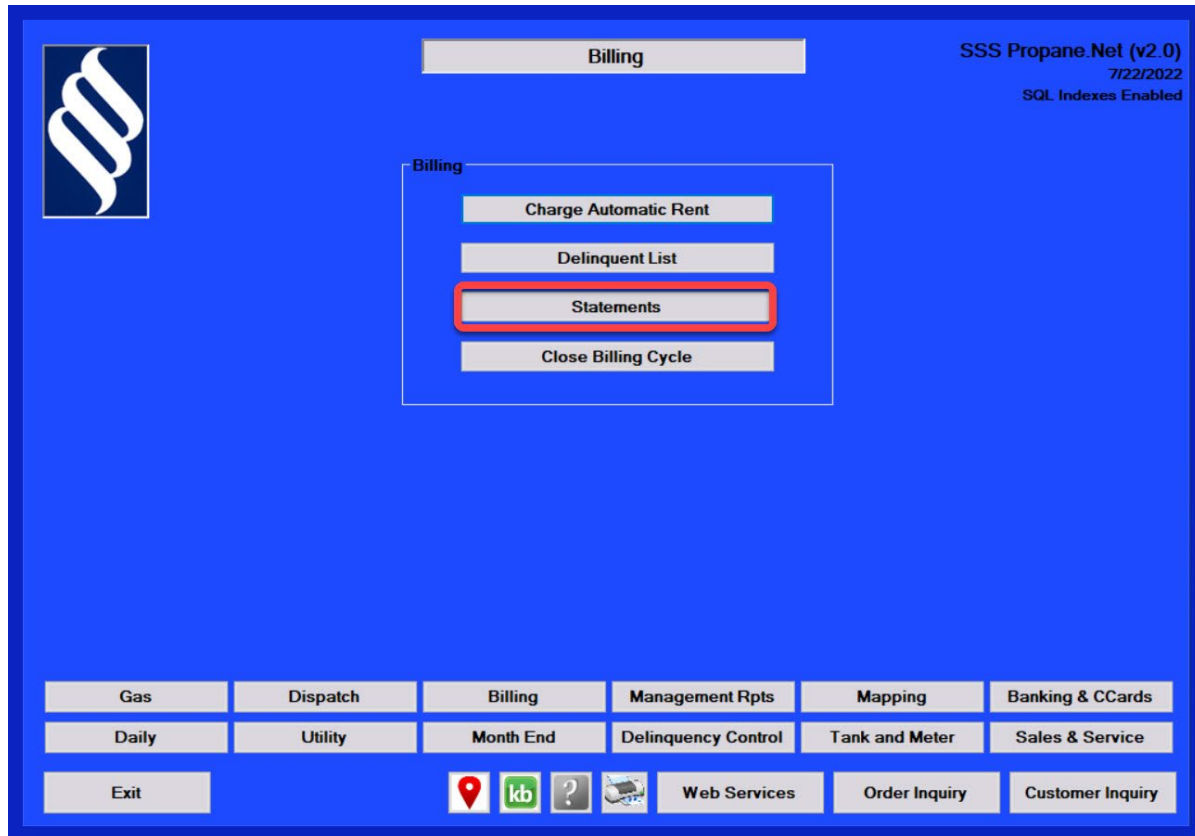 Billing
SSS Propane.Net (v2.0)
7/22/2022
SQL Indexes Enabled
Billing
Charge Automatic Rent
Delinquent List
Statements
Close Billing Cycle
Gas Dispatch Billing Management Rpts Mapping Banking & CCards
Daily Utility Month End Delinquency Control Tank and Meter Sales & Service
Exit kb ? Web Services Order Inquiry Customer Inquiry